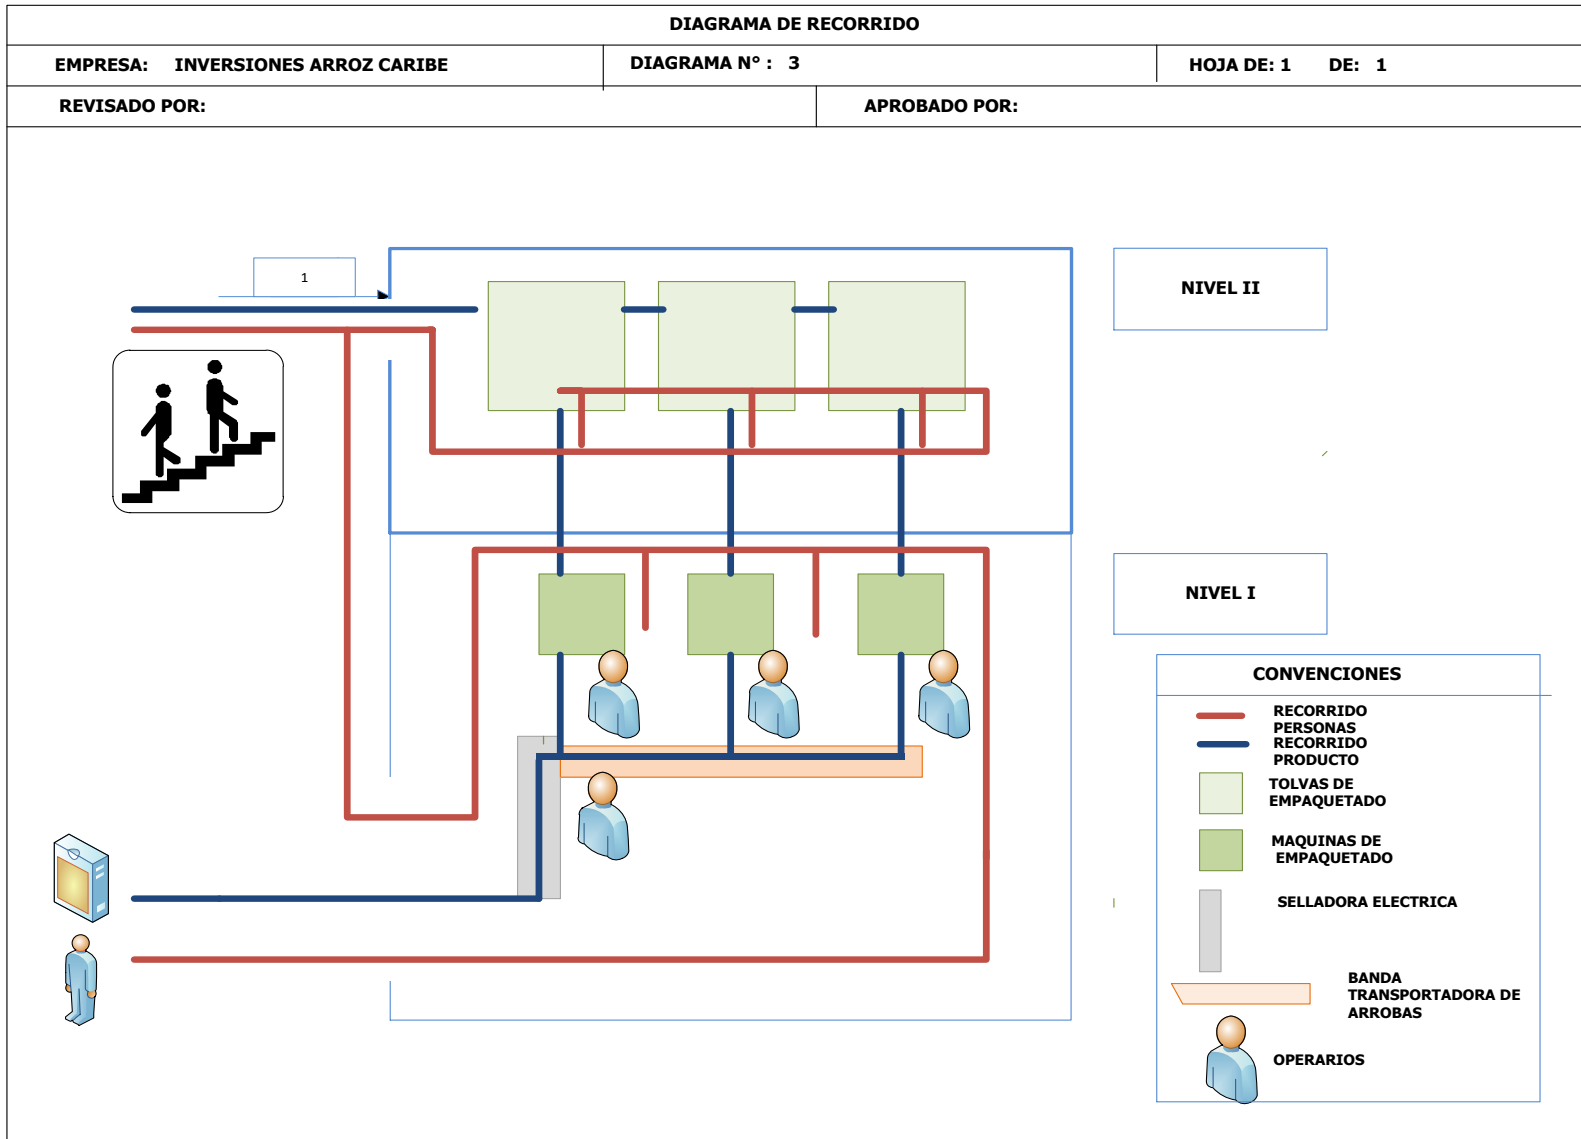 DIAGRAMA DE RECORRIDO
EMPRESA: INVERSIONES ARROZ CARIBE
DIAGRAMA N° : 3
HOJA DE: 1 DE: 1
REVISADO POR:
APROBADO POR:
1
NIVEL II
NIVEL I
CONVENCIONES
RECORRIDO
PERSONAS
RECORRIDO
PRODUCTO
TOLVAS DE
EMPAQUETADO
MAQUINAS DE
EMPAQUETADO
SELLADORA ELECTRICA
BANDA
TRANSPORTADORA DE
ARROBAS
OPERARIOS